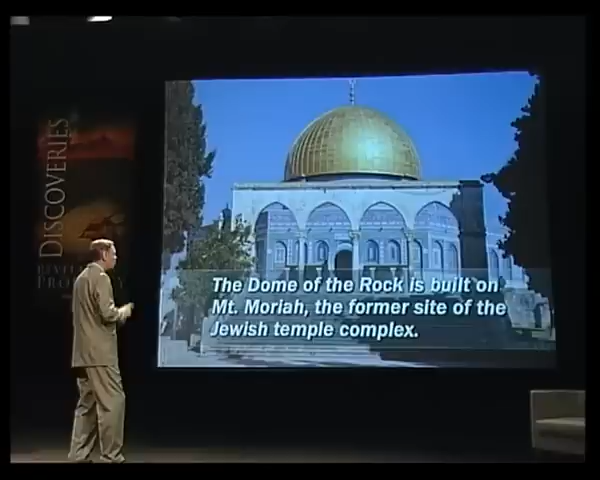 DISCOVERIES
The Dome of the Rock is built on
Mt. Moriah, the former site of the
Jewish temple complex.